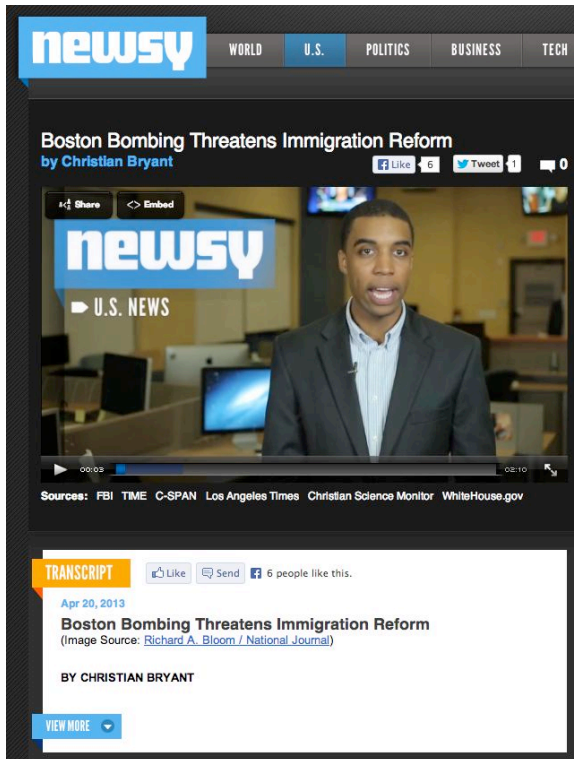 newsy
WORLD U.S. POLITICS BUSINESS TECH
Boston Bombing Threatens Immigration Reform
by Christian Bryant
Like 6 Tweet 1 0
Share <> Embed
newsy
U.S. NEWS
00:03 02:10
Sources: FBI TIME C-SPAN Los Angeles Times Christian Science Monitor WhiteHouse.gov
TRANSCRIPT Like Send 6 people like this.
Apr 20, 2013
Boston Bombing Threatens Immigration Reform
(Image Source: Richard A. Bloom / National Journal)
BY CHRISTIAN BRYANT
VIEW MORE